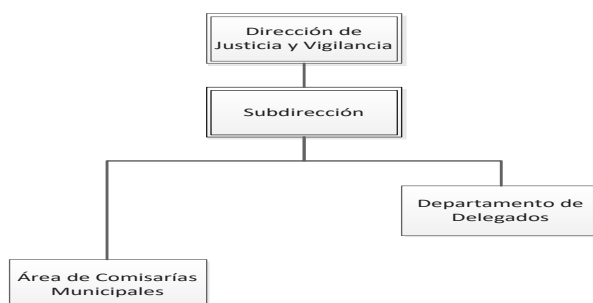 Dirección de
Justicia y Vigilancia
Subdirección
Departamento de
Delegados
Área de Comisarías
Municipales